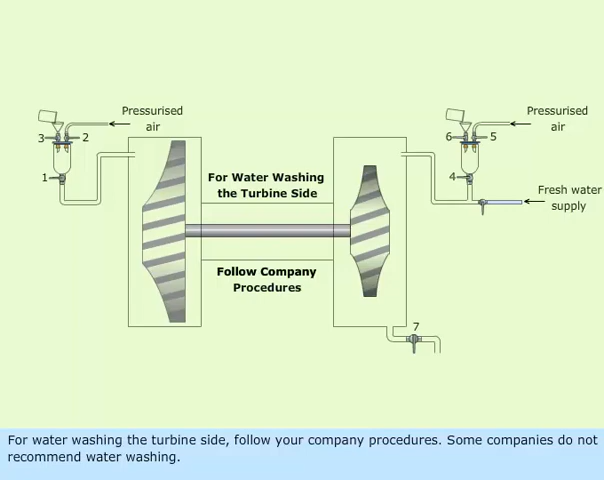 Pressurised
air
3
2
1
Pressurised
air
6
5
4
Fresh water
supply
For Water Washing
the Turbine Side
Follow Company
Procedures
7
For water washing the turbine side, follow your company procedures. Some companies do not
recommend water washing.